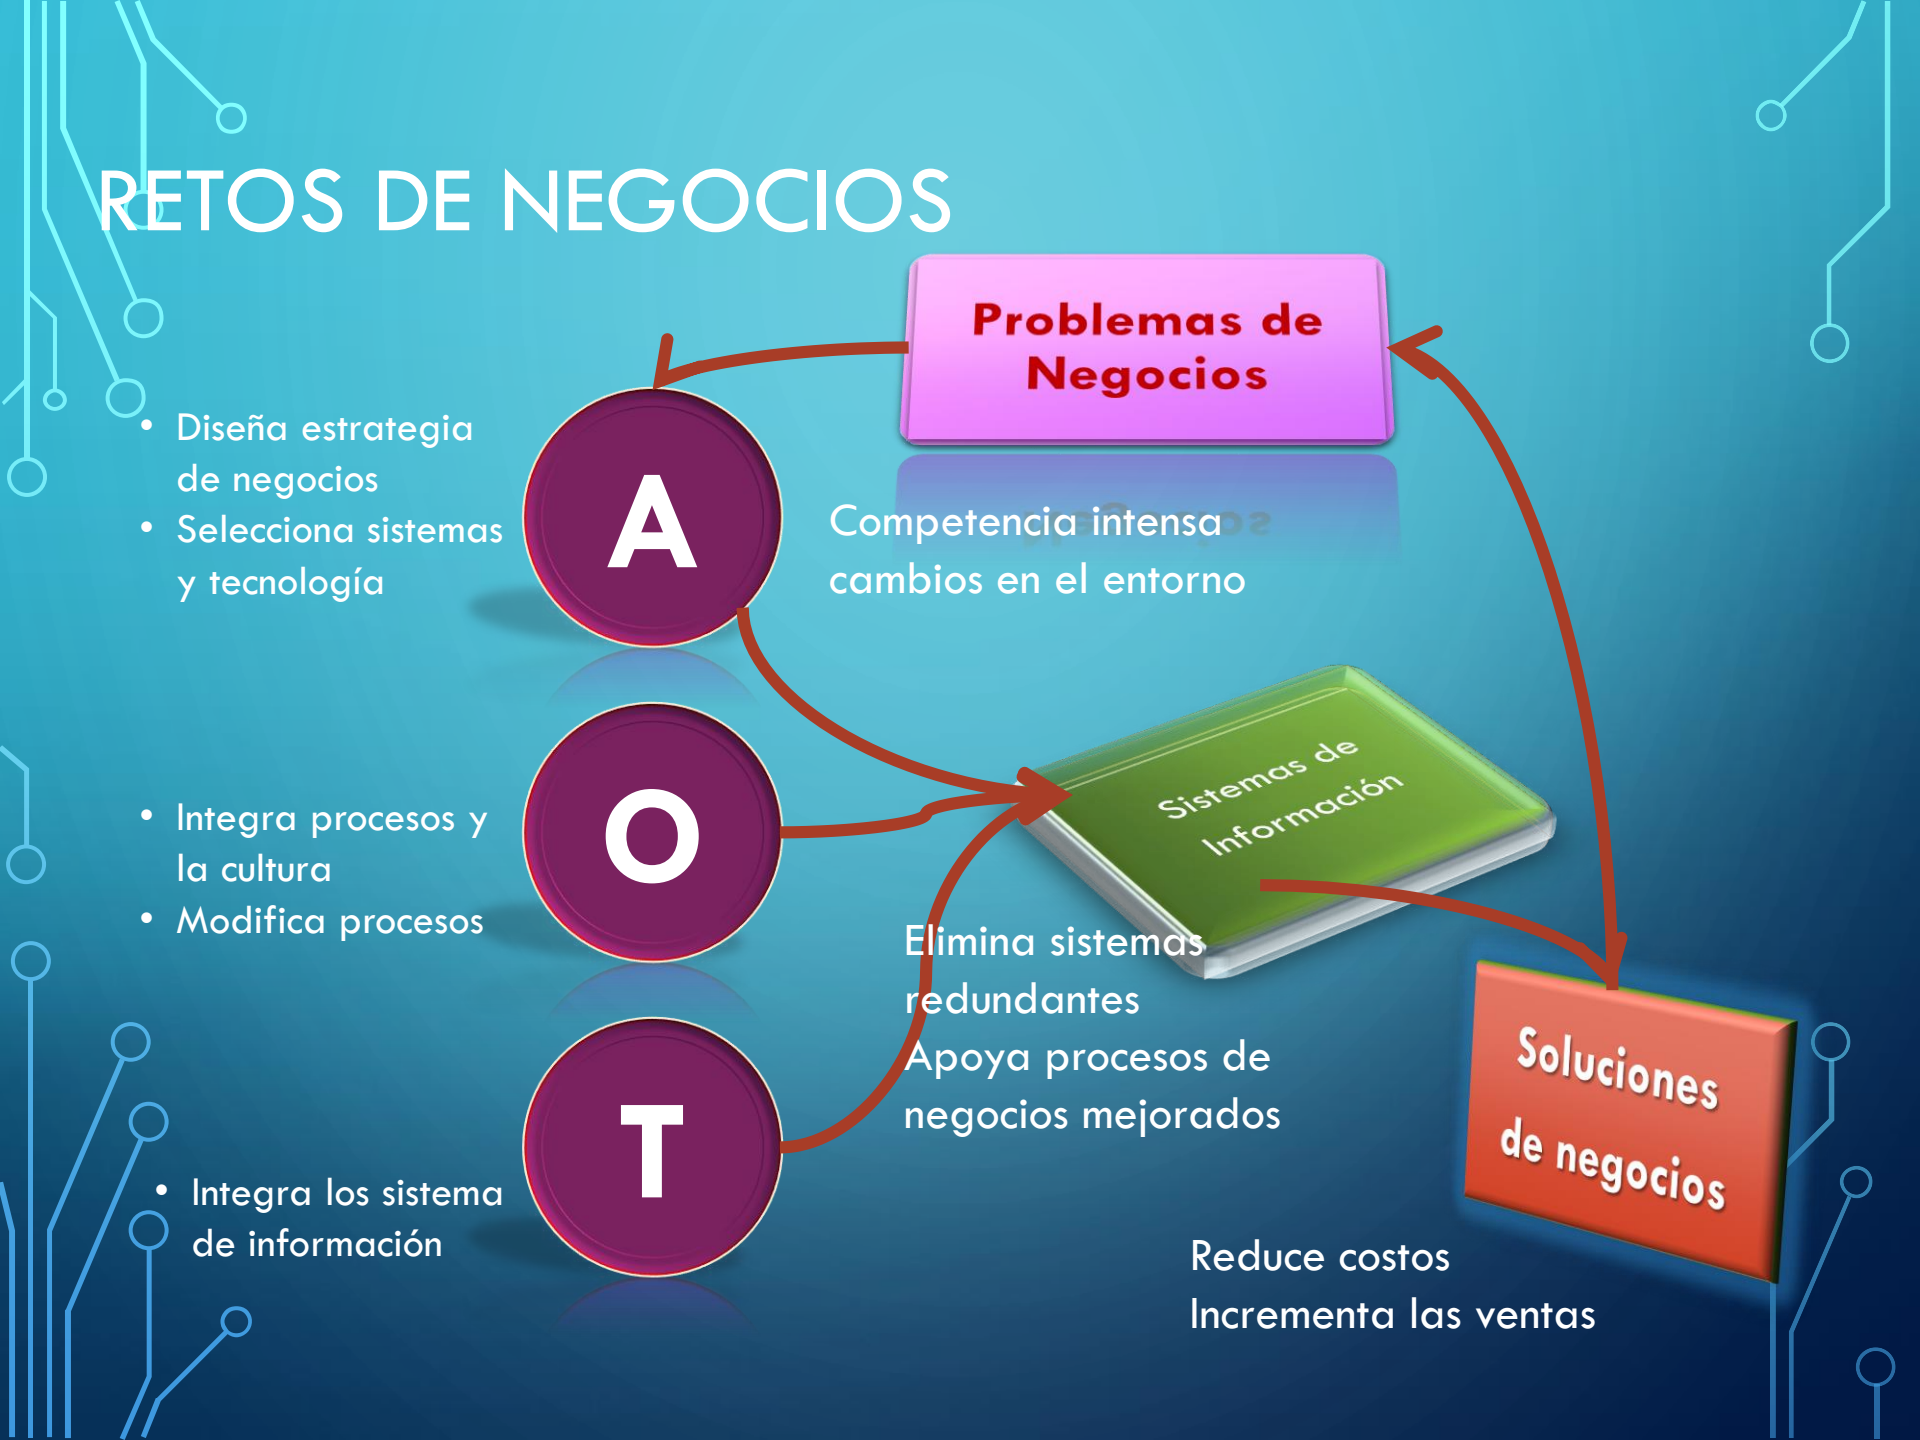 RETOS DE NEGOCIOS
Problemas de
Negocios
• Diseña estrategia
de negocios
• Selecciona sistemas
y tecnología
A
Competencia intensa
cambios en el entorno
Sistemas de
Información
• Integra procesos y
la cultura
• Modifica procesos
O
Elimina sistemas
redundantes
Apoya procesos de
negocios mejorados
Soluciones
de negocios
• Integra los sistema
de información
T
Reduce costos
Incrementa las ventas